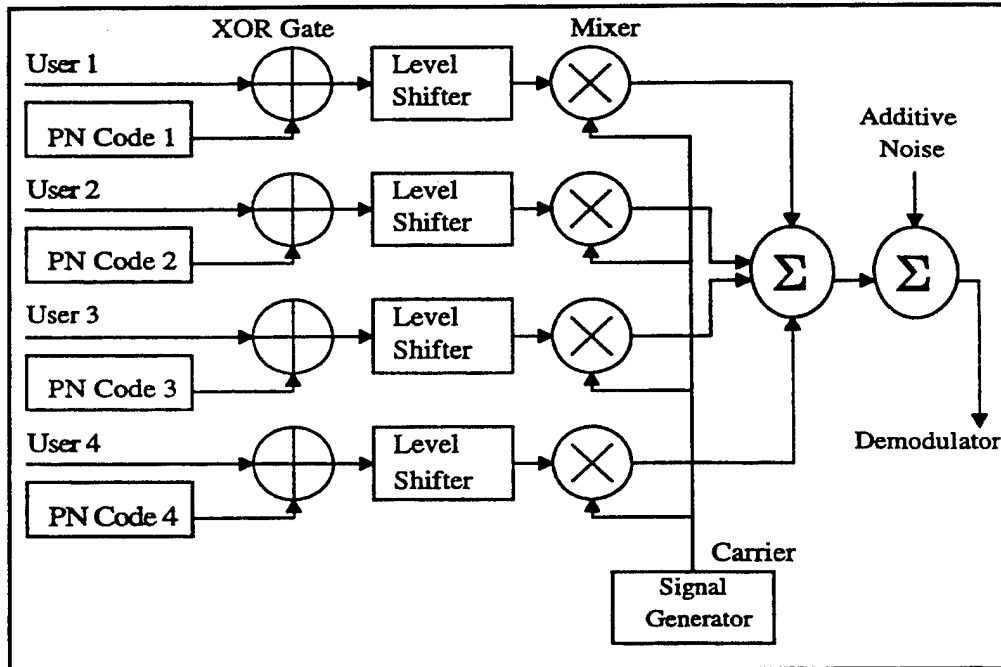 XOR Gate
Mixer
User 1
Level
Shifter
PN Code 1
Additive
Noise
User 2
Level
Shifter
PN Code 2
Σ
Σ
User 3
Level
Shifter
PN Code 3
User 4
Level
Shifter
Demodulator
PN Code 4
Carrier
Signal
Generator